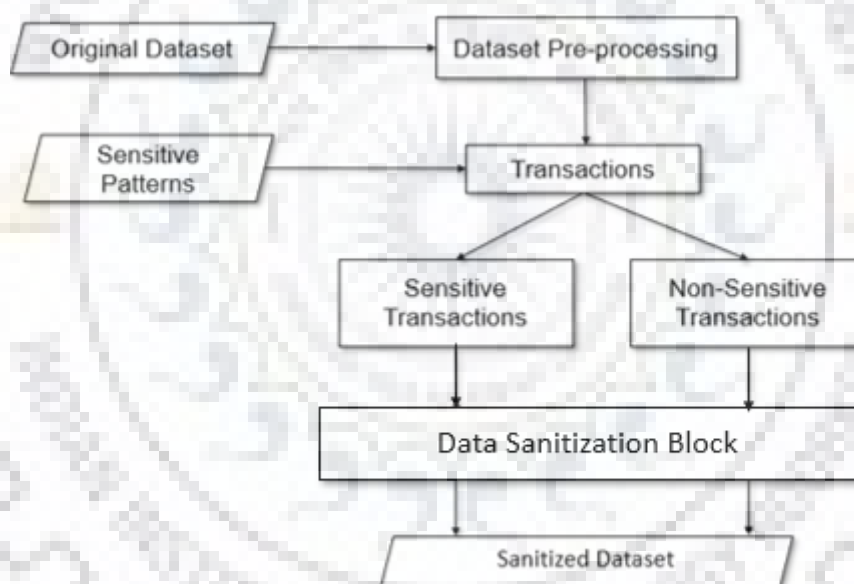 Original Dataset
Dataset Pre-processing
Sensitive
Patterns
Transactions
Sensitive
Transactions
Non-Sensitive
Transactions
Data Sanitization Block
Sanitized Dataset